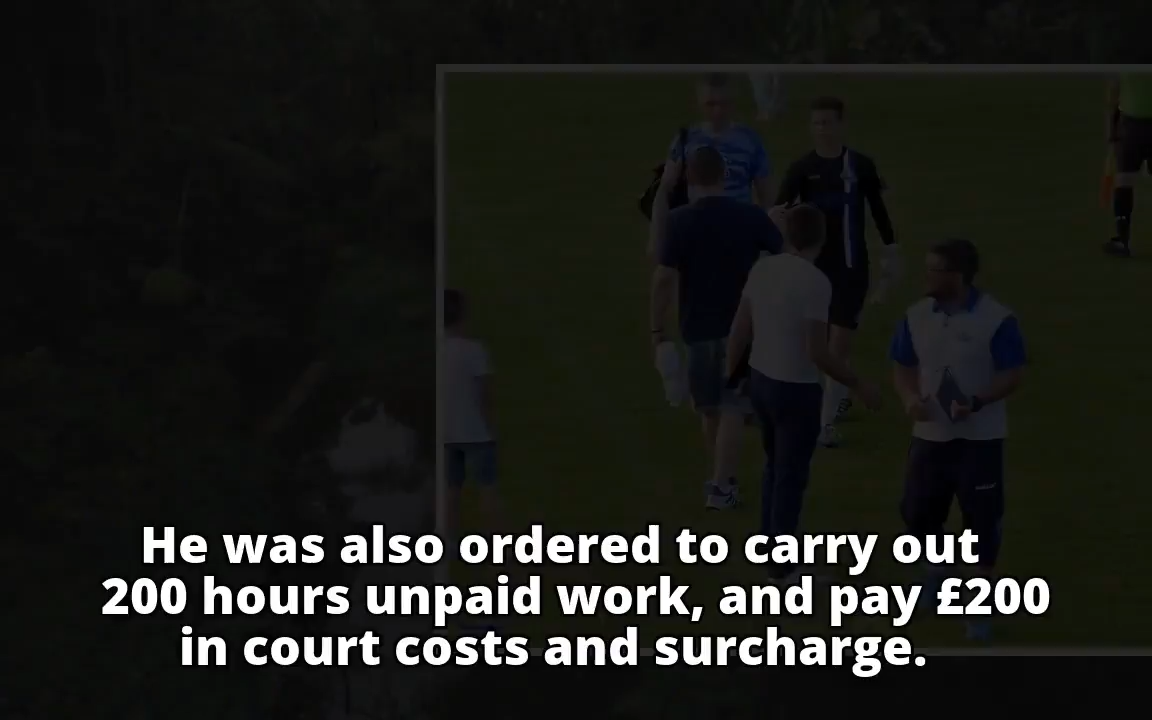 He was also ordered to carry out
200 hours unpaid work, and pay £200
in court costs and surcharge.